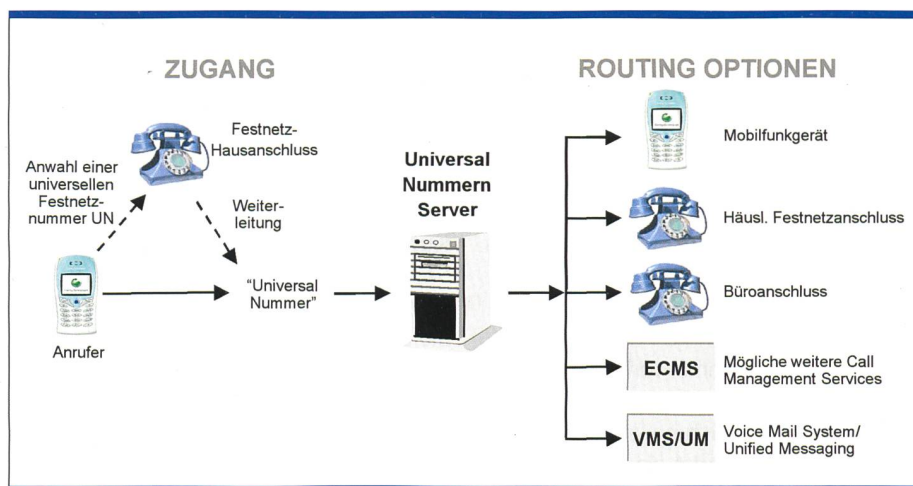 ZUGANG
ROUTING OPTIONEN
Festnetz-
Hausanschluss
Anwahl einer
universellen
Festnetz-
nummer UN
Weiter-
leitung
"Universal
Nummer"
Anrufer
Universal
Nummern
Server
Mobilfunkgerät
Häusl. Festnetzanschluss
Büroanschluss
ECMS
Mögliche weitere Call
Management Services
VMS/UM
Voice Mail System/
Unified Messaging